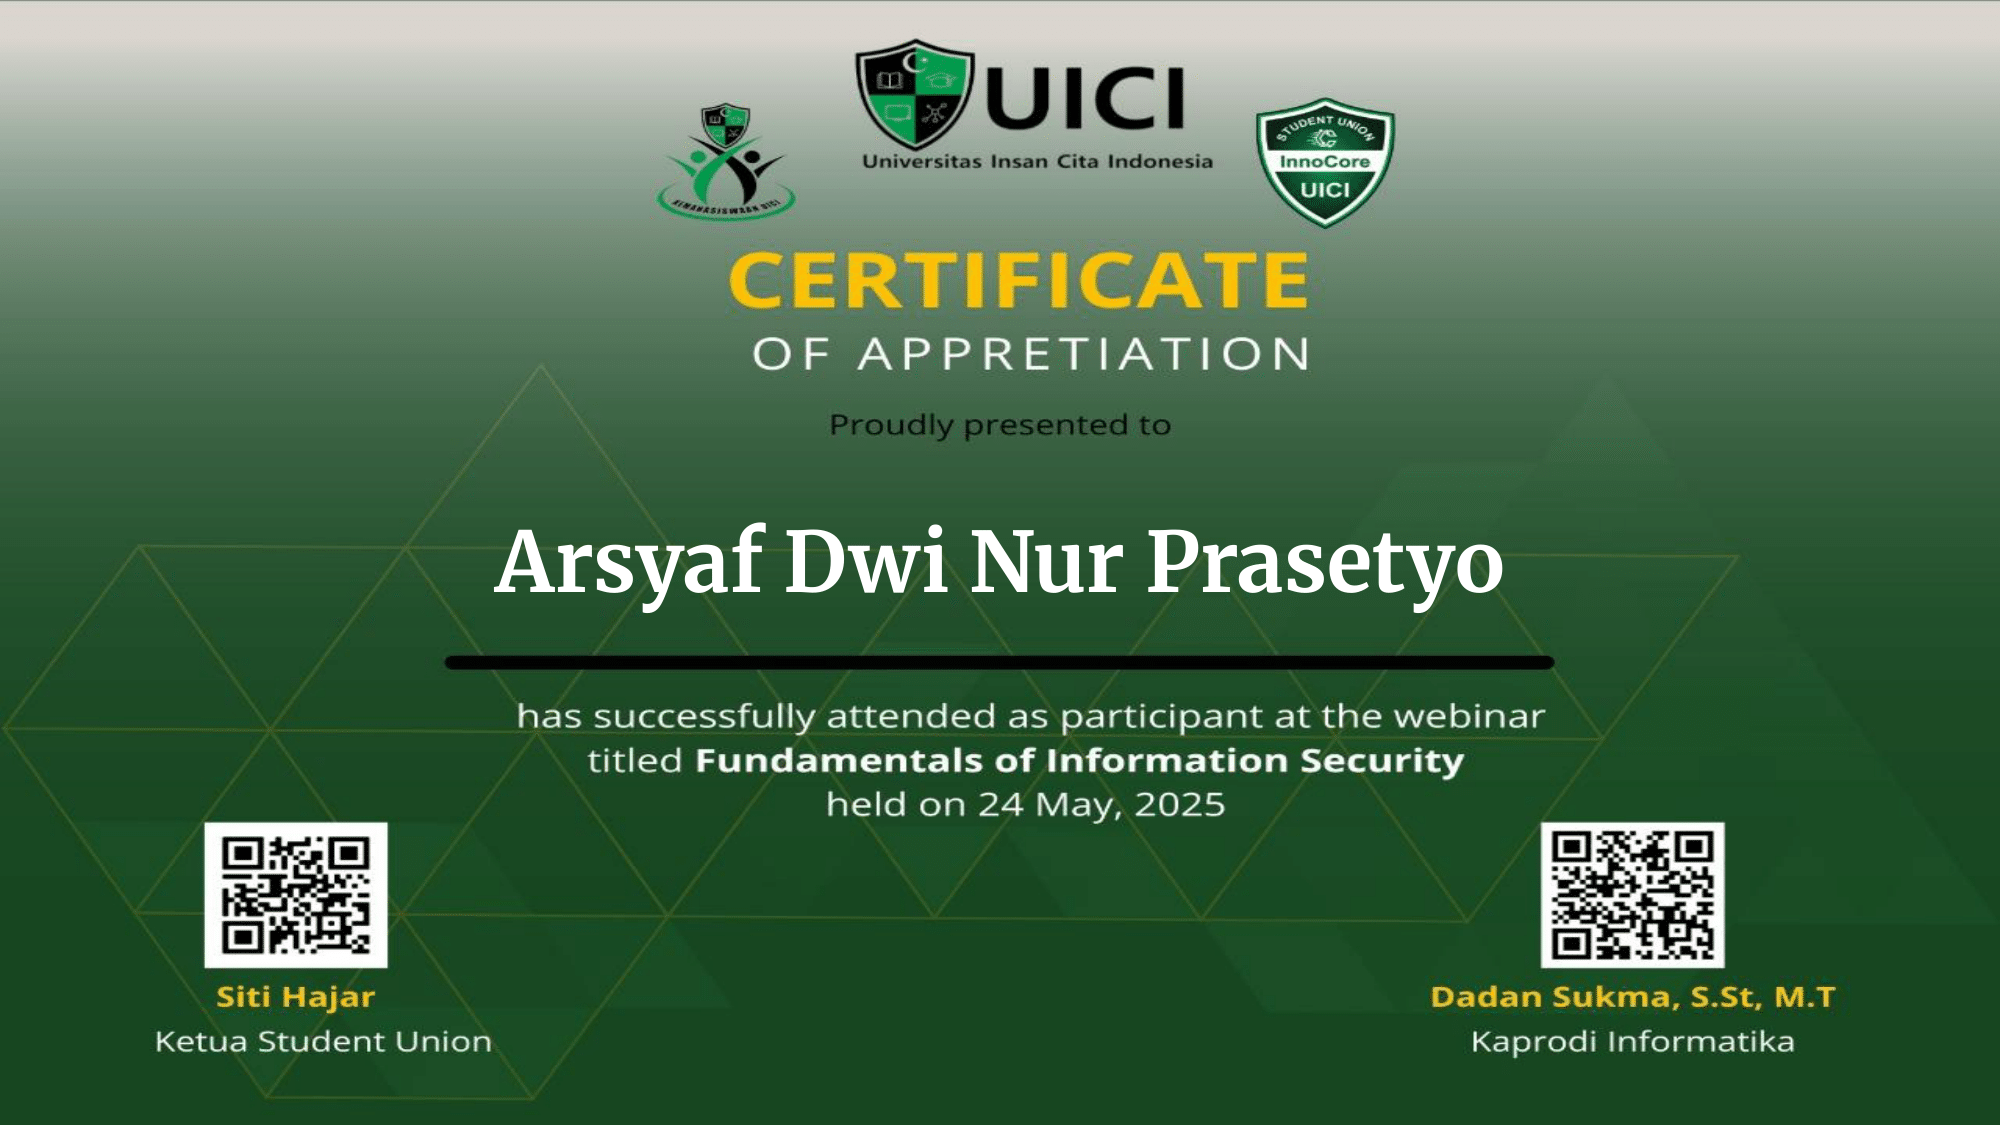 UICI
Universitas Insan Cita Indonesia
KEMAHASISWAAN UICI
STUDENT UNION
InnoCore
UICI
CERTIFICATE
OF APPRETIATION
Proudly presented to
Arsyaf Dwi Nur Prasetyo
has successfully attended as participant at the webinar
titled Fundamentals of Information Security
held on 24 May, 2025
Siti Hajar
Ketua Student Union
Dadan Sukma, S.St, M.T
Kaprodi Informatika